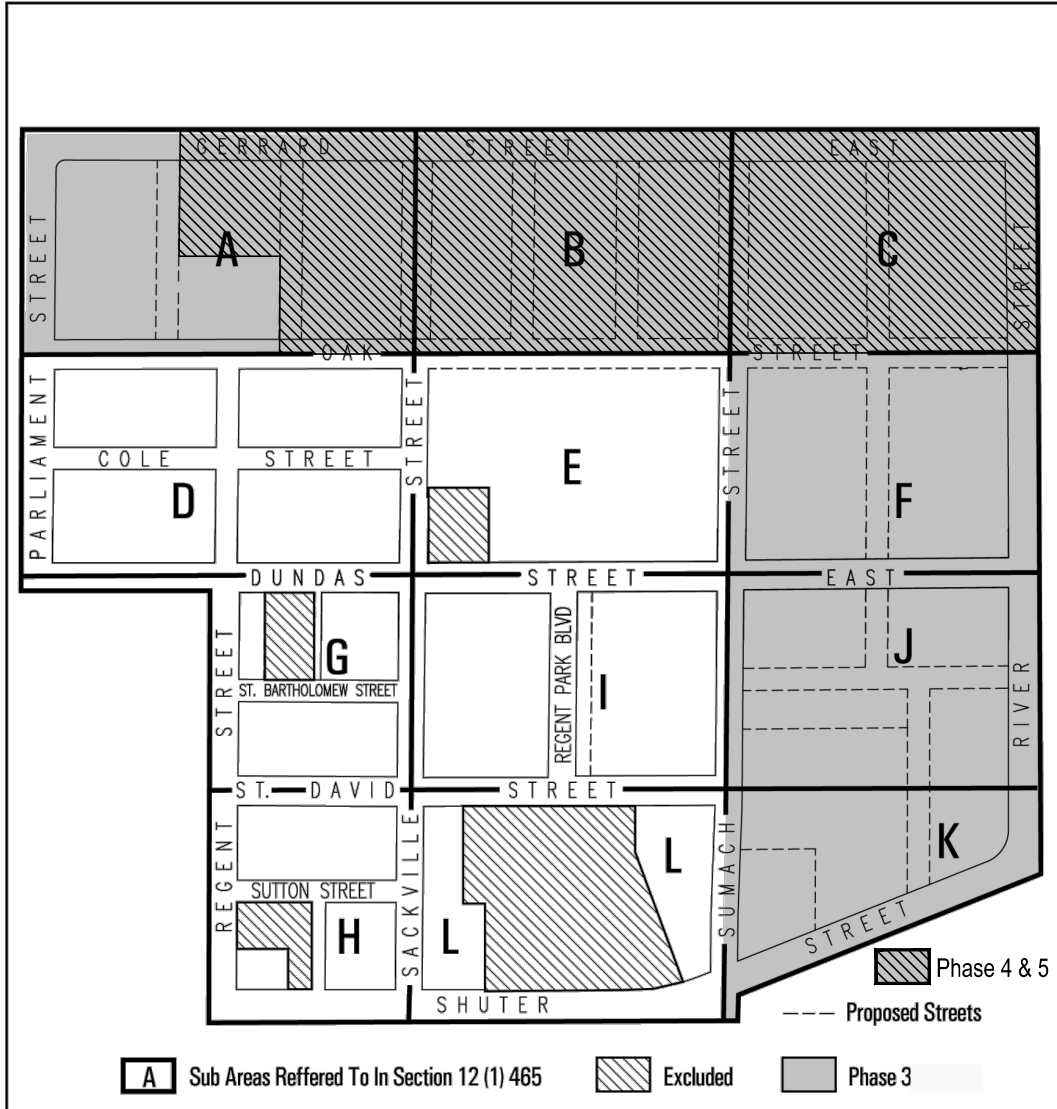 GERRARD STREET EAST
STREET
A
B
C
STREET
OAK STREET
PARLIAMENT
STREET
STREET
COLE STREET
D
E
F
DUNDAS STREET EAST
STREET
G
ST. BARTHOLOMEW STREET
REGENT PARK BLVD
I
J
RIVER
ST. DAVID STREET
REGENT
SUTTON STREET
H
SACKVILLE
L
L
SUMACH
K
STREET
SHUTER
Phase 4 & 5
Proposed Streets
A Sub Areas Reffered To In Section 12 (1) 465
Excluded
Phase 3